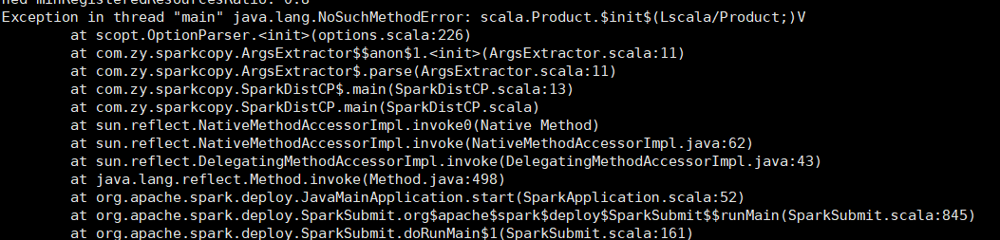 ned minRegisteredResourcesRatio: 0.8
Exception in thread "main" java.lang.NoSuchMethodError: scala.Product.$init$(Lscala/Product;)V
at scopt.OptionParser.<init>(options.scala:226)
at com.zy.sparkcopy.ArgsExtractor$$anon$1.<init>(ArgsExtractor.scala:11)
at com.zy.sparkcopy.ArgsExtractor$.parse(ArgsExtractor.scala:11)
at com.zy.sparkcopy.SparkDistCP$.main(SparkDistCP.scala:13)
at com.zy.sparkcopy.SparkDistCP.main(SparkDistCP.scala)
at sun.reflect.NativeMethodAccessorImpl.invoke0(Native Method)
at sun.reflect.NativeMethodAccessorImpl.invoke(NativeMethodAccessorImpl.java:62)
at sun.reflect.DelegatingMethodAccessorImpl.invoke(DelegatingMethodAccessorImpl.java:43)
at java.lang.reflect.Method.invoke(Method.java:498)
at org.apache.spark.deploy.JavaMainApplication.start(SparkApplication.scala:52)
at org.apache.spark.deploy.SparkSubmit.org$apache$spark$deploy$SparkSubmit$$runMain(SparkSubmit.scala:845)
at org.apache.spark.deploy.SparkSubmit.doRunMain$1(SparkSubmit.scala:161)